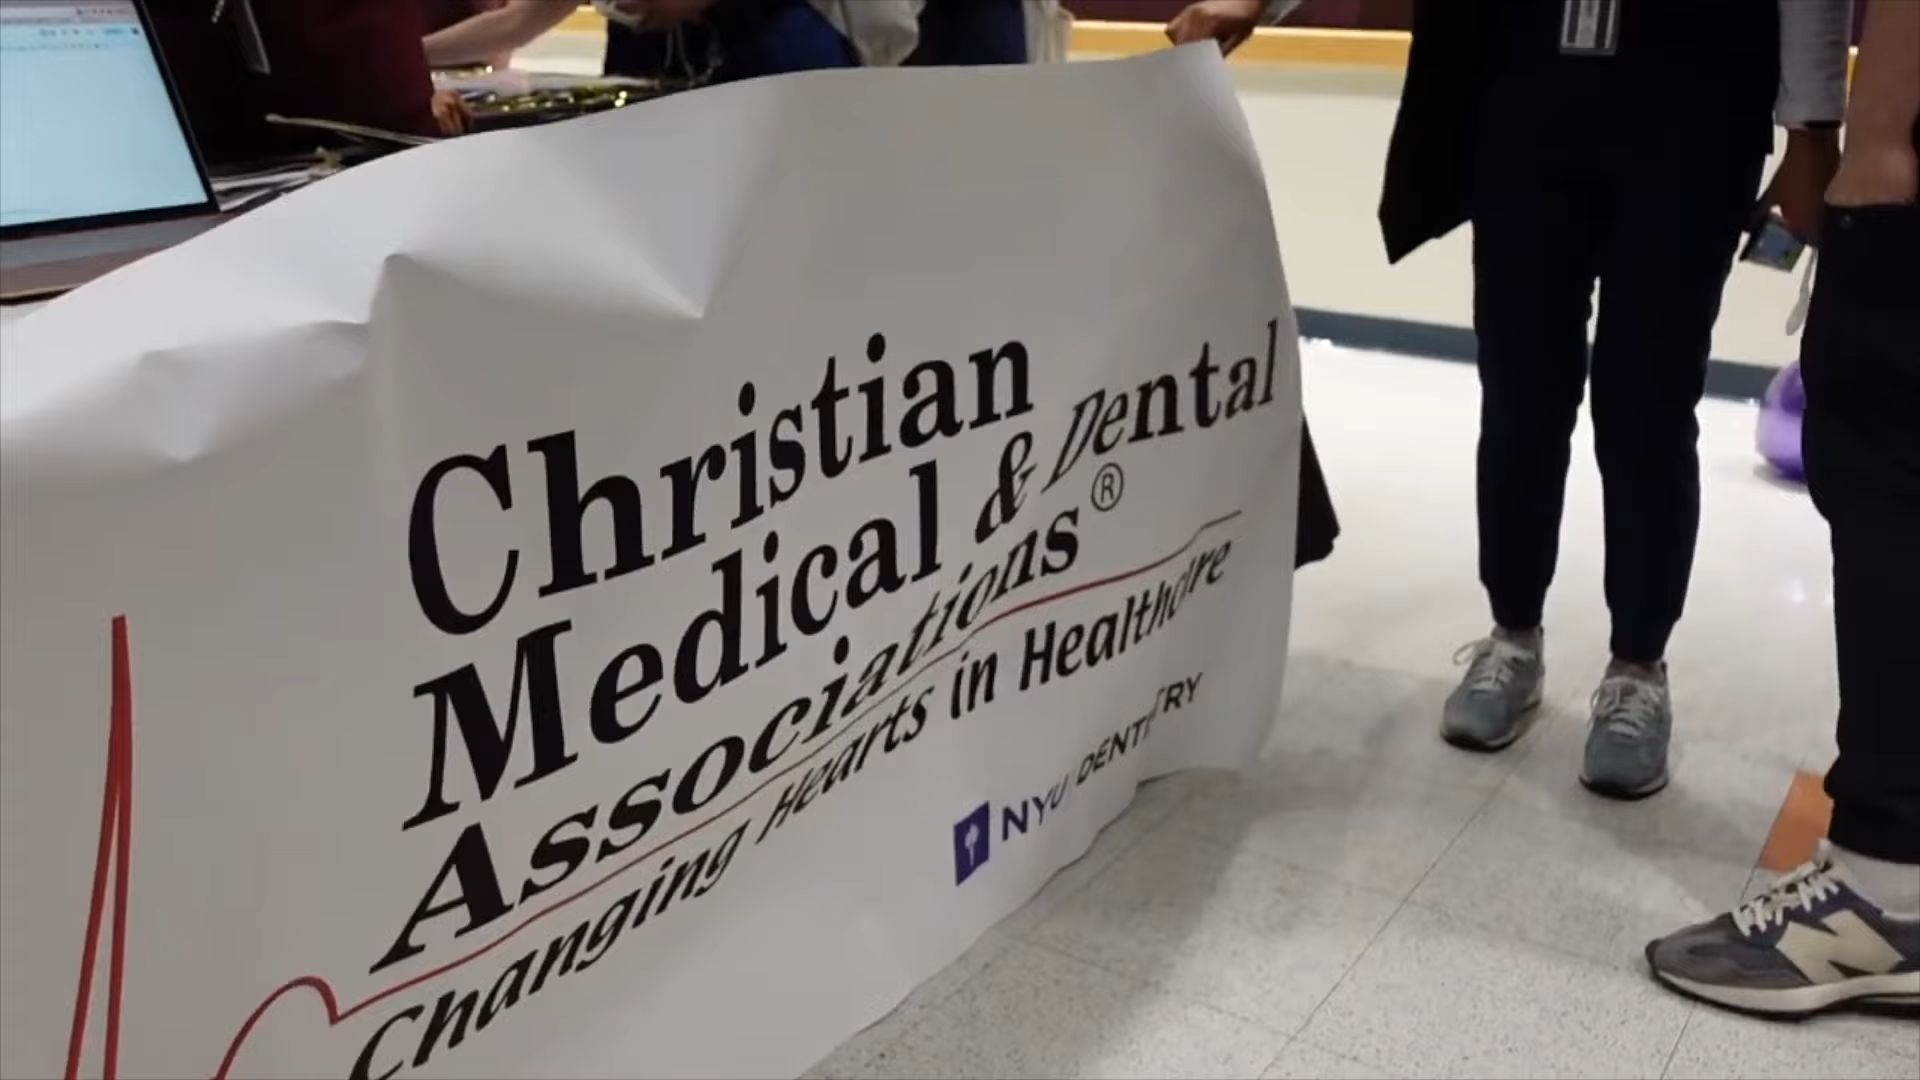 Christian
Medical & Dental
Associations®
Changing Hearts in Healthcare
NYU DENTISTRY